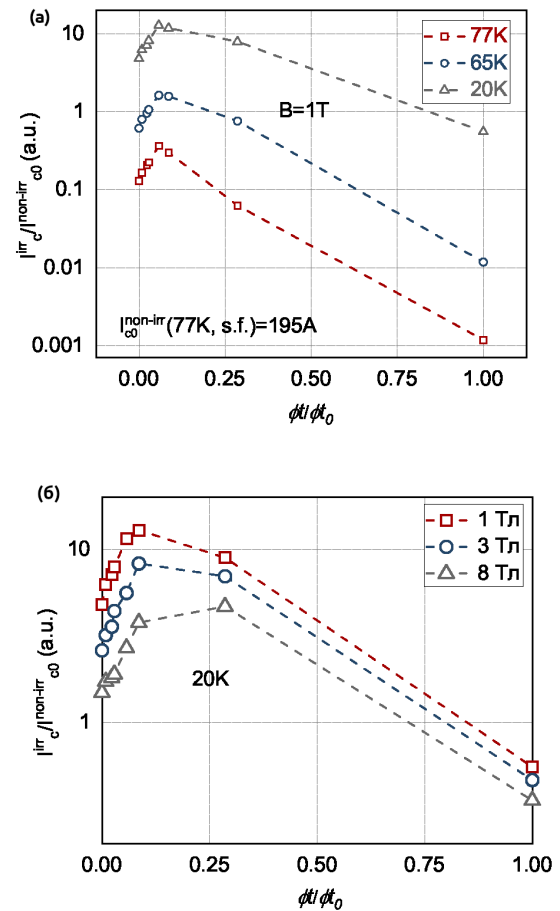 (a)
10
1
0.1
0.01
0.001
I^irr_c/I^non-irr_c0 (a.u.)
77K
65K
20K
B=1T
I^non-irr_c0(77K, s.f.)=195A
0.00 0.25 0.50 0.75 1.00
ϕt/ϕt_0
(б)
10
1
I^irr_c/I^non-irr_c0 (a.u.)
1 Тл
3 Тл
8 Тл
20K
0.00 0.25 0.50 0.75 1.00
ϕt/ϕt_0